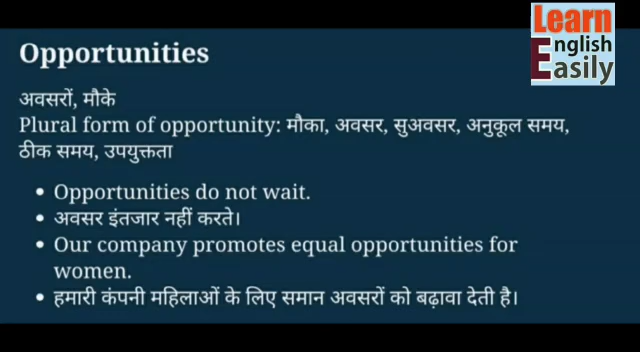 Learn
English
Easily
Opportunities
अवसरों, मौके
Plural form of opportunity: मौका, अवसर, सुअवसर, अनुकूल समय,
ठीक समय, उपयुक्तता
• Opportunities do not wait.
• अवसर इंतजार नहीं करते।
• Our company promotes equal opportunities for
women.
• हमारी कंपनी महिलाओं के लिए समान अवसरों को बढ़ावा देती है।